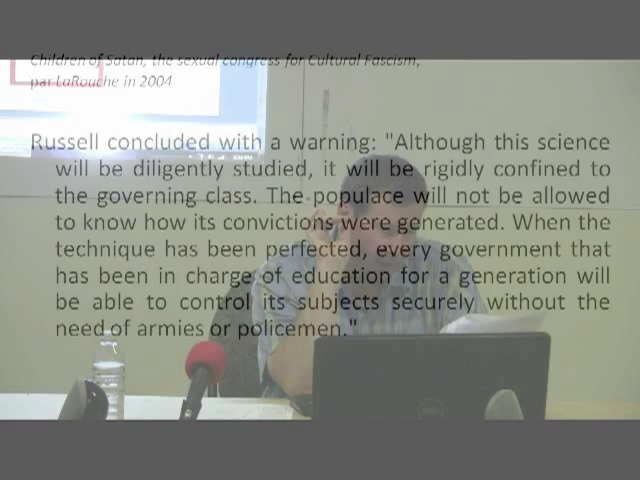 Children of Satan, the sexual congress for Cultural Fascism,
par LaRouche in 2004
Russell concluded with a warning: "Although this science
will be diligently studied, it will be rigidly confined to
the governing class. The populace will not be allowed
to know how its convictions were generated. When the
technique has been perfected, every government that
has been in charge of education for a generation will
be able to control its subjects securely without the
need of armies or policemen."
DELL